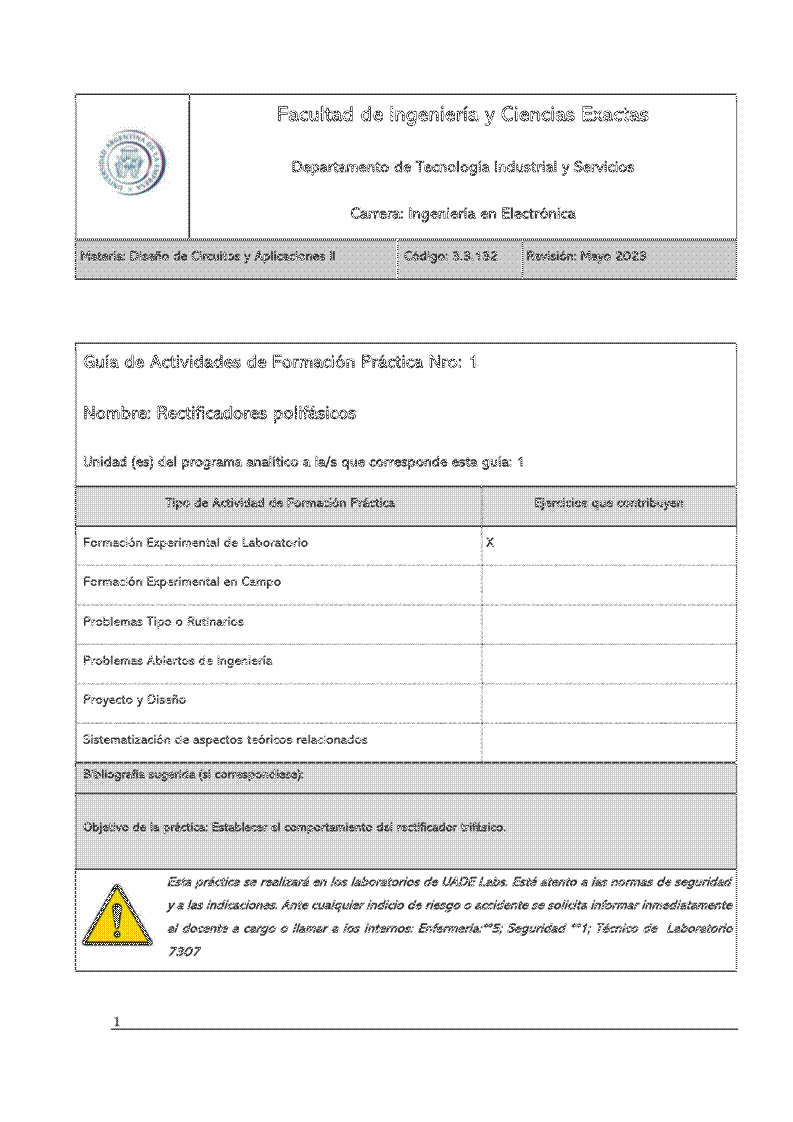 UNIVERSIDAD ARGENTINA DE LA EMPRESA
Facultad de Ingeniería y Ciencias Exactas
Departamento de Tecnología Industrial y Servicios
Carrera: Ingeniería en Electrónica
Materia: Diseño de Circuitos y Aplicaciones II
Código: 3.3.132
Revisión: Mayo 2023
Guía de Actividades de Formación Práctica Nro: 1
Nombre: Rectificadores polifásicos
Unidad (es) del programa analítico a la/s que corresponde esta guía: 1
Tipo de Actividad de Formación Práctica
Ejercicios que contribuyen
Formación Experimental de Laboratorio
X
Formación Experimental en Campo
Problemas Tipo o Rutinarios
Problemas Abiertos de Ingeniería
Proyecto y Diseño
Sistematización de aspectos teóricos relacionados
Bibliografía sugerida (si correspondiese):
Objetivo de la práctica: Establecer el comportamiento del rectificador trifásico.
Esta práctica se realizará en los laboratorios de UADE Labs. Esté atento a las normas de seguridad
y a las indicaciones. Ante cualquier indicio de riesgo o accidente se solicita informar inmediatamente
al docente a cargo o llamar a los internos: Enfermería:**5; Seguridad **1; Técnico de Laboratorio
7307
1